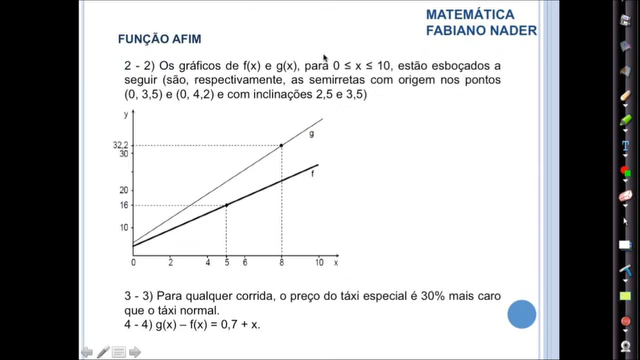 MATEMÁTICA
FABIANO NADER
FUNÇÃO AFIM
2 - 2) Os gráficos de f(x) e g(x), para 0 ≤ x ≤ 10, estão esboçados a
seguir (são, respectivamente, as semirretas com origem nos pontos
(0, 3,5) e (0, 4,2) e com inclinações 2,5 e 3,5)
y
g
32,2
30
f
20
16
10
0 2 4 5 6 8 10 x
3 - 3) Para qualquer corrida, o preço do táxi especial é 30% mais caro
que o táxi normal.
4 - 4) g(x) – f(x) = 0,7 + x.